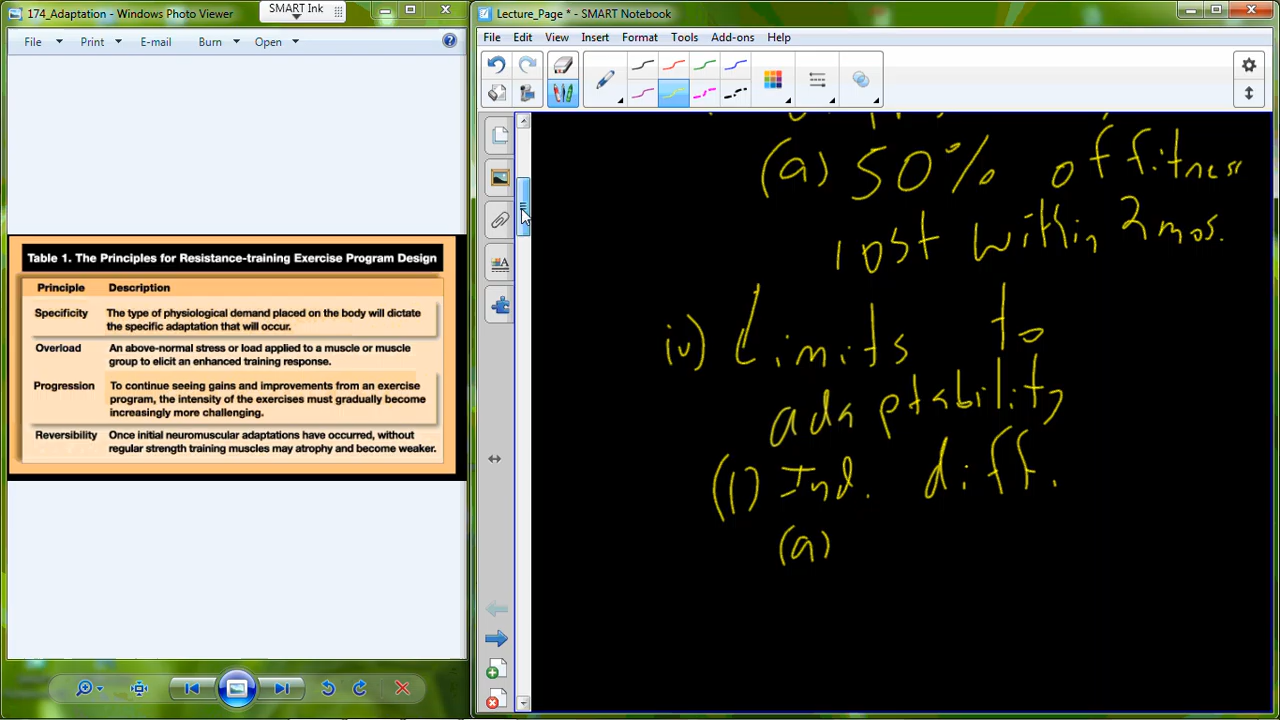 174_Adaptation - Windows Photo Viewer
SMART Ink
File Print E-mail Burn Open
Table 1. The Principles for Resistance-training Exercise Program Design
Principle Description
Specificity The type of physiological demand placed on the body will dictate
the specific adaptation that will occur.
Overload An above-normal stress or load applied to a muscle or muscle
group to elicit an enhanced training response.
Progression To continue seeing gains and improvements from an exercise
program, the intensity of the exercises must gradually become
increasingly more challenging.
Reversibility Once initial neuromuscular adaptations have occurred, without
regular strength training muscles may atrophy and become weaker.
Lecture_Page * - SMART Notebook
File Edit View Insert Format Tools Add-ons Help
(a) 50% of fitness
lost within 2 mos.
iv) Limits to
adaptability
(1) Ind. diff.
(a)